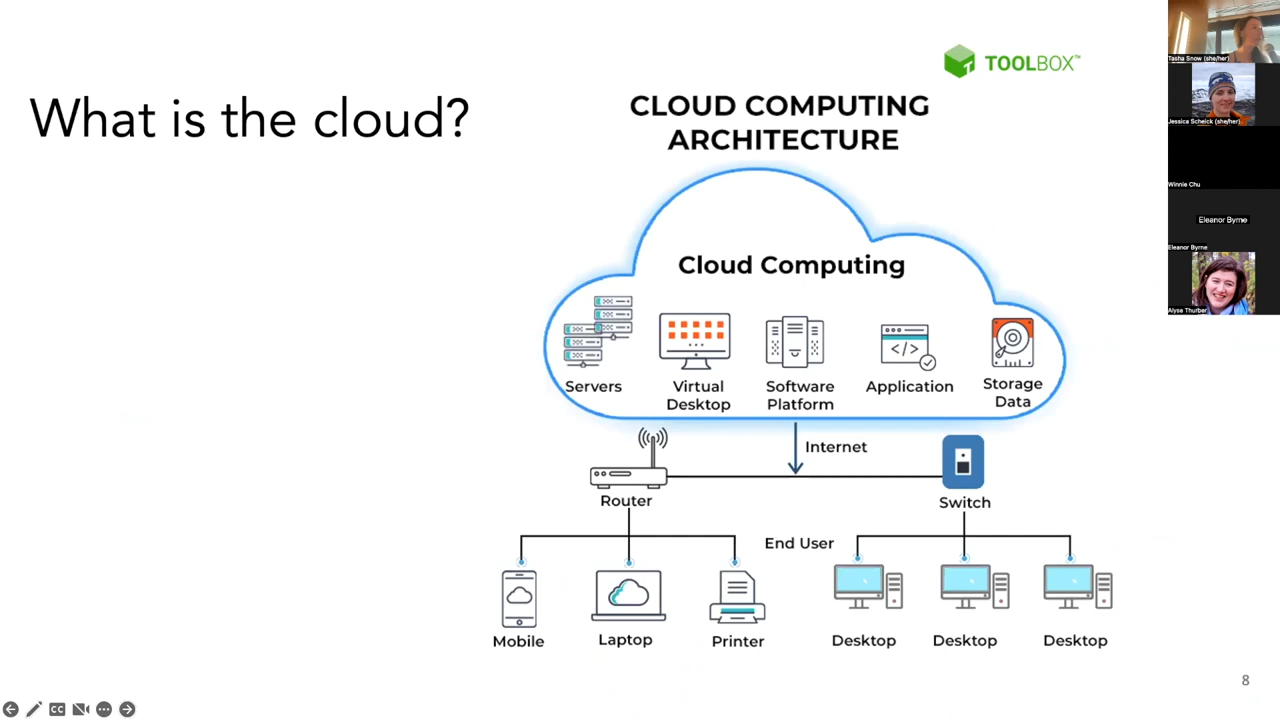 TOOLBOX™
What is the cloud?
CLOUD COMPUTING
ARCHITECTURE
Cloud Computing
Servers
Virtual
Desktop
Software
Platform
</>
Application
Storage
Data
Internet
Router
Switch
End User
Mobile
Laptop
Printer
Desktop
Desktop
Desktop
8
CC
Tasha Snow (she/her)
Jessica Scheick (she/her)
Winnie Chu
Eleanor Byrne
Eleanor Byrne
Alyse Thurber